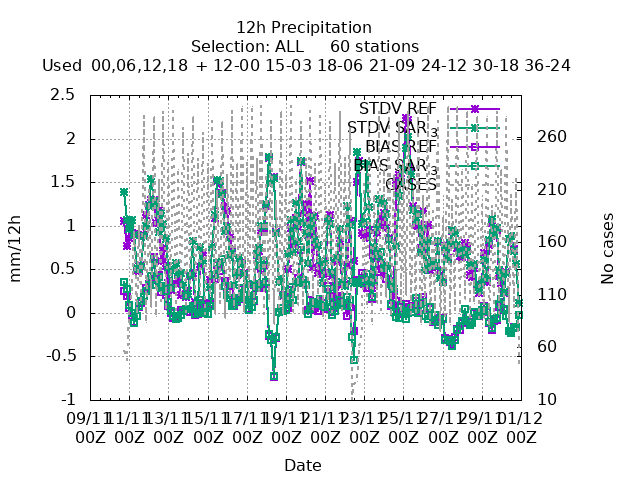 12h Precipitation
Selection: ALL 60 stations
Used 00,06,12,18 + 12-00 15-03 18-06 21-09 24-12 30-18 36-24
2.5
2
1.5
1
0.5
0
-0.5
-1
mm/12h
STDV REF
STDV SAR_3
BIAS REF
BIAS SAR_3
CASES
260
210
160
110
60
10
No cases
09/11 11/11 13/11 15/11 17/11 19/11 21/11 23/11 25/11 27/11 29/11 01/12
00Z 00Z 00Z 00Z 00Z 00Z 00Z 00Z 00Z 00Z 00Z 00Z
Date